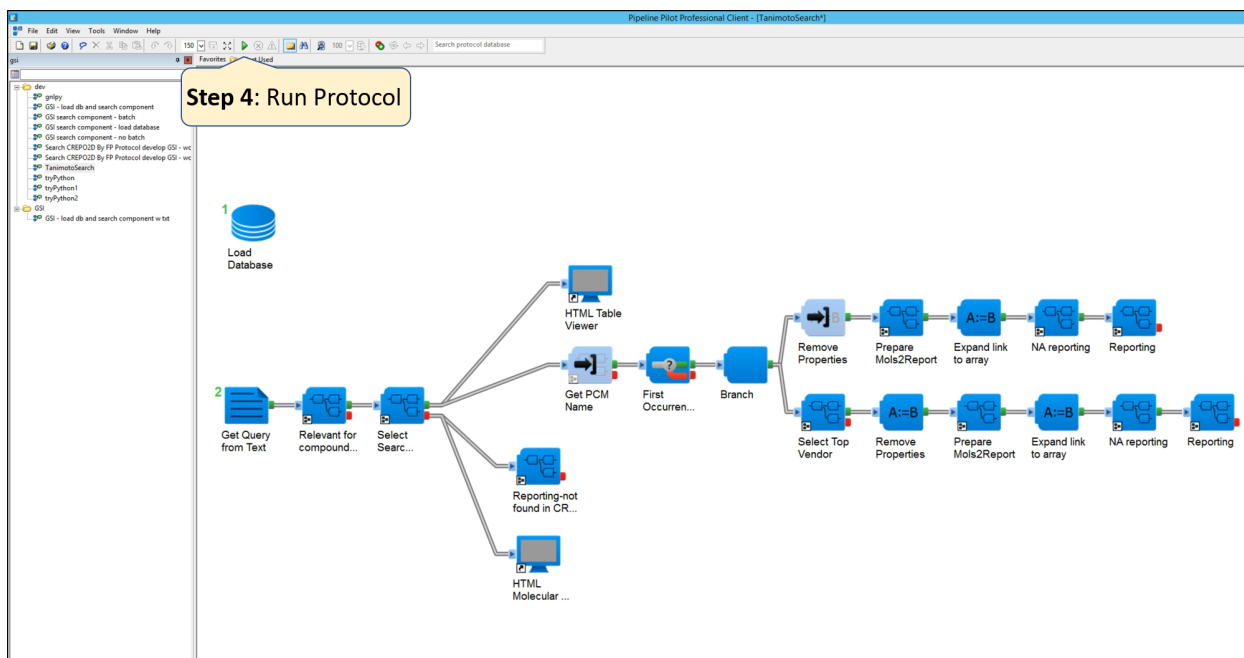 Pipeline Pilot Professional Client - [TanimotoSearch*]
File Edit View Tools Window Help
150
100
Search protocol database
gsi
Favorites
Used
Step 4: Run Protocol
dev
gnlpy
GSI - load db and search component
GSI search component - batch
GSI search component - load database
GSI search component - no batch
Search CREPO2D By FP Protocol develop GSI - wc
Search CREPO2D By FP Protocol develop GSI - wc
TanimotoSearch
tryPython
tryPython1
tryPython2
GSI
GSI - load db and search component w txt
1
Load
Database
HTML Table
Viewer
B
Remove
Properties
Prepare
Mols2Report
A:=B
Expand link
to array
NA reporting
Reporting
Get PCM
Name
?
First
Occurren...
Branch
2
Get Query
from Text
Relevant for
compound...
Select
Searc...
Select Top
Vendor
A:=B
Remove
Properties
Prepare
Mols2Report
A:=B
Expand link
to array
NA reporting
Reporting
Reporting-not
found in CR...
HTML
Molecular ...